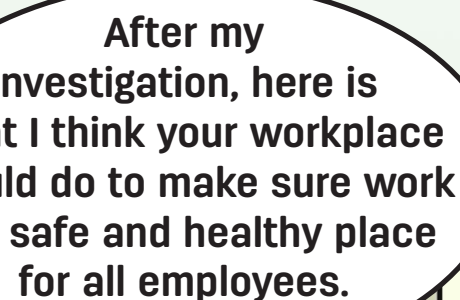 After my
nvestigation, here is
t I think your workplace
ld do to make sure work
safe and healthy place
for all employees.